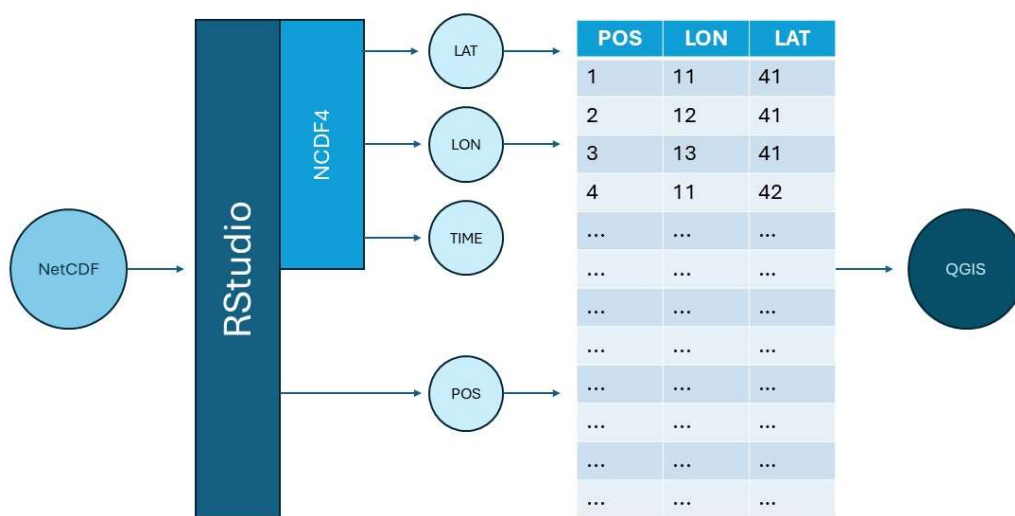 NetCDF
RStudio
NCDF4
LAT
LON
TIME
POS
POS LON LAT
1 11 41
2 12 41
3 13 41
4 11 42
... ... ...
... ... ...
... ... ...
... ... ...
... ... ...
... ... ...
... ... ...
... ... ...
QGIS